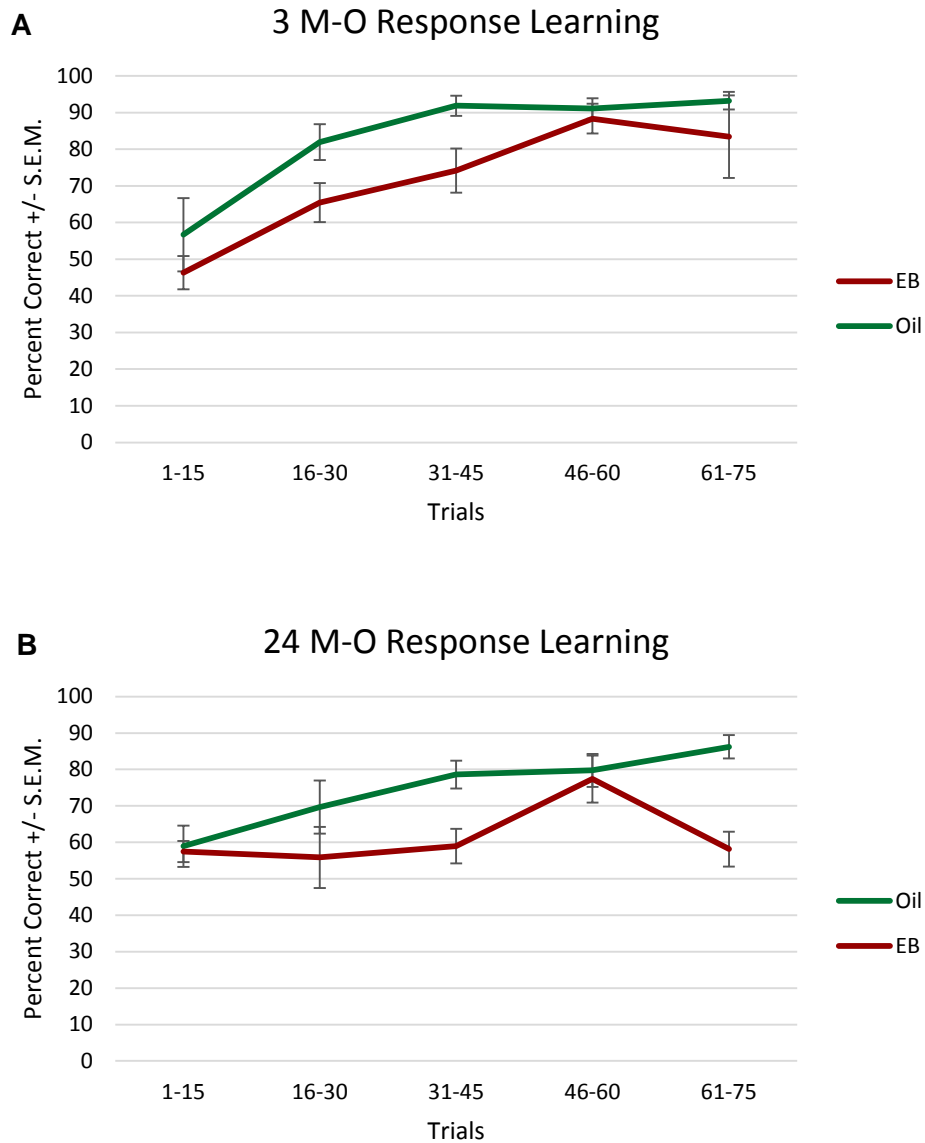 A
3 M-O Response Learning
Percent Correct +/- S.E.M.
100
90
80
70
60
50
40
30
20
10
0
1-15 16-30 31-45 46-60 61-75
Trials
EB
Oil
B
24 M-O Response Learning
Percent Correct +/- S.E.M.
100
90
80
70
60
50
40
30
20
10
0
1-15 16-30 31-45 46-60 61-75
Trials
Oil
EB